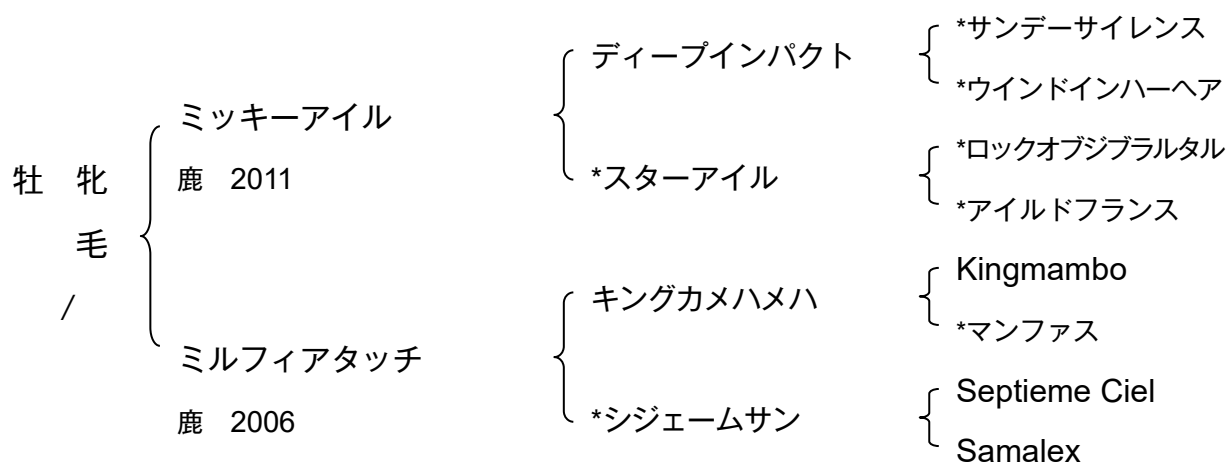 牡 牝
毛
/
ミッキーアイル
鹿 2011
ミルフィアタッチ
鹿 2006
ディープインパクト
*スターアイル
キングカメハメハ
*シジェームサン
*サンデーサイレンス
*ウインドインハーヘア
*ロックオブジブラルタル
*アイルドフランス
Kingmambo
*マンファス
Septieme Ciel
Samalex